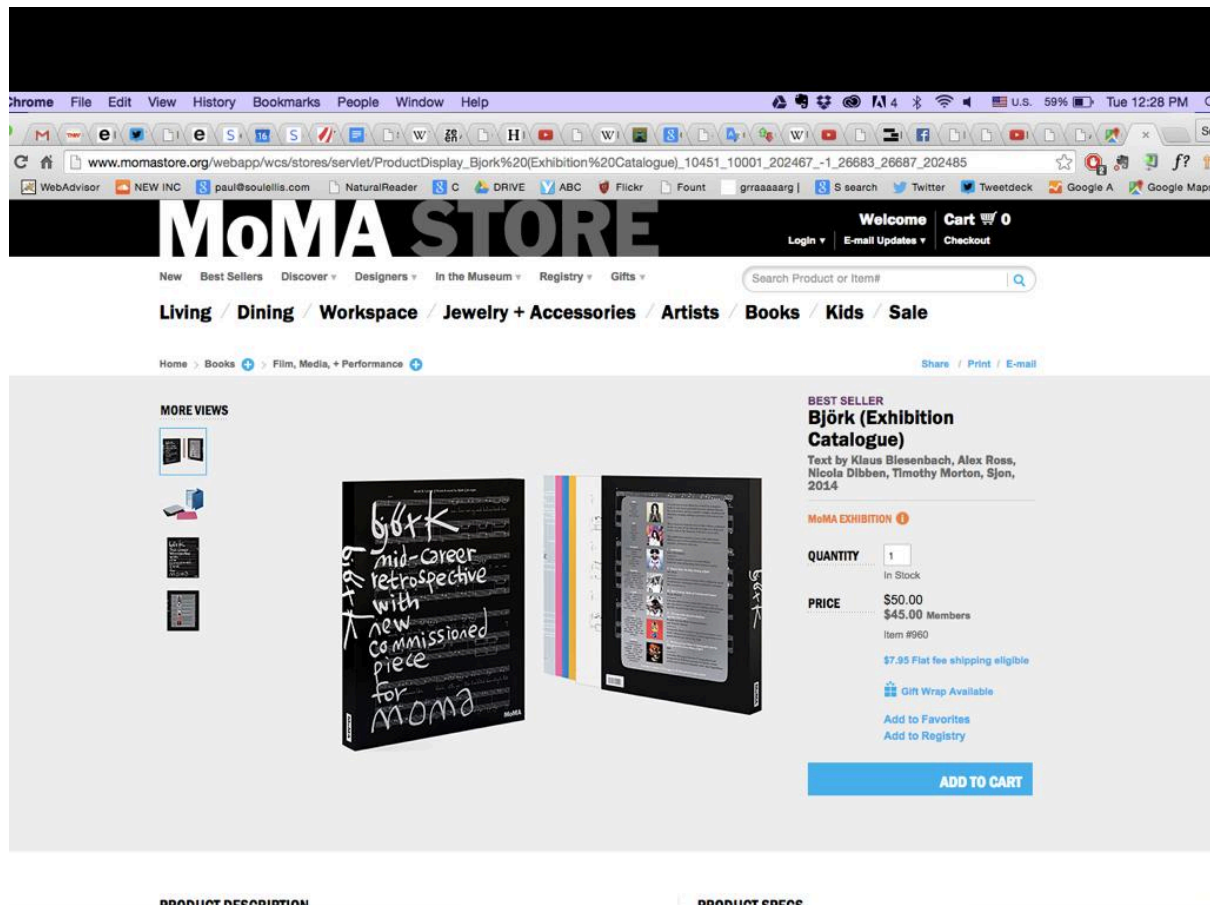 Chrome File Edit View History Bookmarks People Window Help 4 U.S. 59% Tue 12:28 PM
www.momastore.org/webapp/wcs/stores/servlet/ProductDisplay_Bjork%20(Exhibition%20Catalogue)_10451_10001_202467_-1_26683_26687_202485
WebAdvisor NEW INC paul@soulellis.com NaturalReader C DRIVE ABC Flickr Fount grraaaaarg | S search Twitter Tweetdeck Google A Google Maps
MoMA STORE
Welcome Cart 0
Login E-mail Updates Checkout
New Best Sellers Discover Designers In the Museum Registry Gifts
Search Product or Item#
Living / Dining / Workspace / Jewelry + Accessories / Artists / Books / Kids / Sale
Home > Books > Film, Media, + Performance
Share / Print / E-mail
MORE VIEWS
björk
mid-career
retrospective
with
new
commissioned
piece
for
moma
MoMA
björk
björk
BEST SELLER
Björk (Exhibition
Catalogue)
Text by Klaus Biesenbach, Alex Ross,
Nicola Dibben, Timothy Morton, Sjon,
2014
MoMA EXHIBITION
QUANTITY 1
In Stock
PRICE $50.00
$45.00 Members
Item #960
$7.95 Flat fee shipping eligible
Gift Wrap Available
Add to Favorites
Add to Registry
ADD TO CART
PRODUCT DESCRIPTION
PRODUCT SPECS